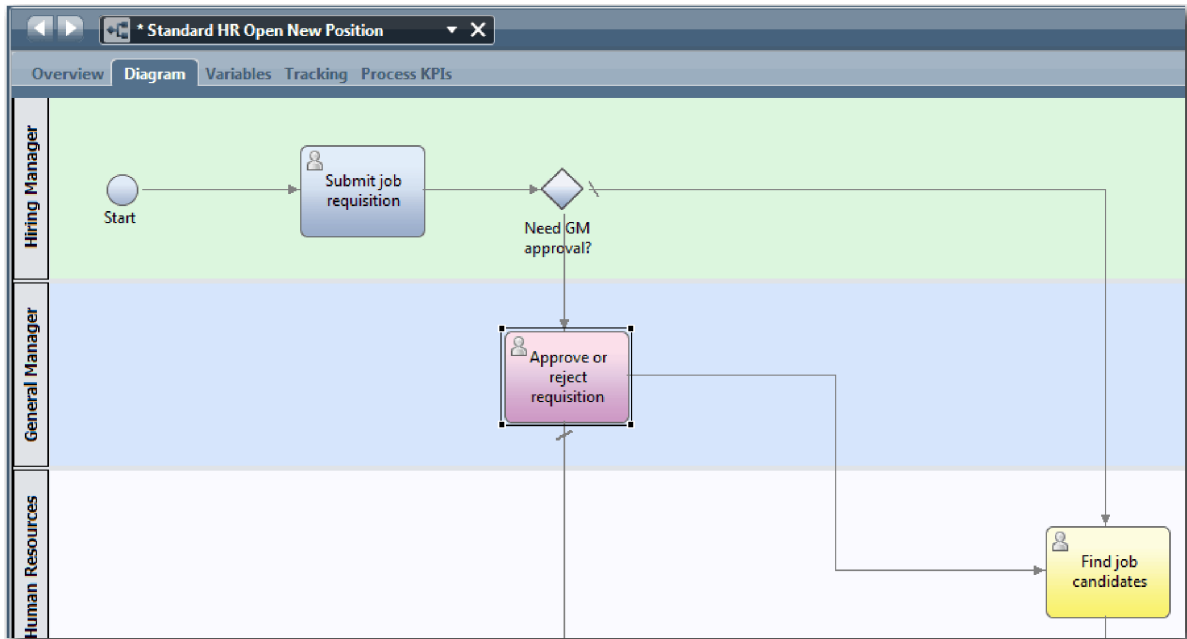 * Standard HR Open New Position
Overview Diagram Variables Tracking Process KPIs
Hiring Manager
Start
Submit job
requisition
Need GM
approval?
General Manager
Approve or
reject
requisition
Human Resources
Find job
candidates